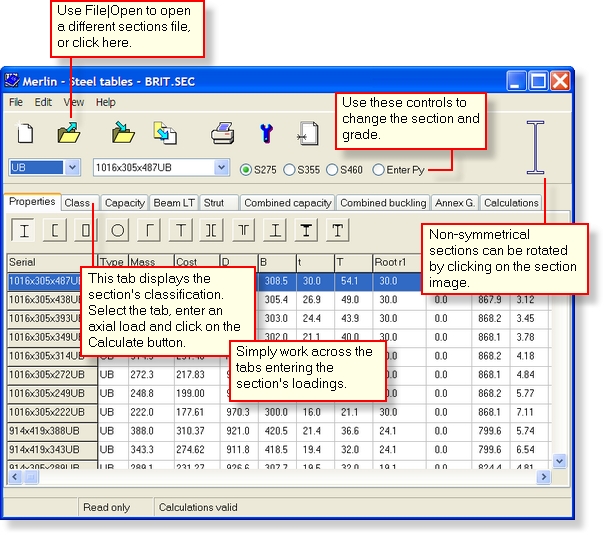 Use File|Open to open
a different sections file,
or click here.
Merlin - Steel tables - BRIT.SEC
File Edit View Help
Use these controls to
change the section and
grade.
UB 1016x305x487UB S275 S355 S460 Enter Py
Properties Class Capacity Beam LT Strut Combined capacity Combined buckling Annex G. Calculations
Non-symmetrical
sections can be rotated
by clicking on the section
image.
Serial Type Mass Cost D B t T Root r1
1016x305x487UB 308.5 30.0 54.1 30.0
This tab displays the
section's classification.
Select the tab, enter an
axial load and click on the
Calculate button.
1016x305x438UB 305.4 26.9 49.0 30.0 0.0 867.9 3.12
1016x305x393UB 303.0 24.4 43.9 30.0 0.0 868.2 3.45
1016x305x349UB 302.0 21.1 40.0 30.0 0.0 868.1 3.78
Simply work across the
tabs entering the
section's loadings.
1016x305x314UB UB 0.0 868.2 4.18
1016x305x272UB UB 272.3 217.83 0.0 868.1 4.84
1016x305x249UB UB 248.8 199.00 0.0 868.2 5.77
1016x305x222UB UB 222.0 177.61 970.3 300.0 16.0 21.1 30.0 0.0 868.1 7.11
914x419x388UB UB 388.0 310.37 921.0 420.5 21.4 36.6 24.1 0.0 799.6 5.74
914x419x343UB UB 343.3 274.62 911.8 418.5 19.4 32.0 24.1 0.0 799.6 6.54
914x305x289UB UB 289.1 231.27 926.6 307.7 19.5 32.0 19.1 0.0 824.4 4.81
Read only Calculations valid